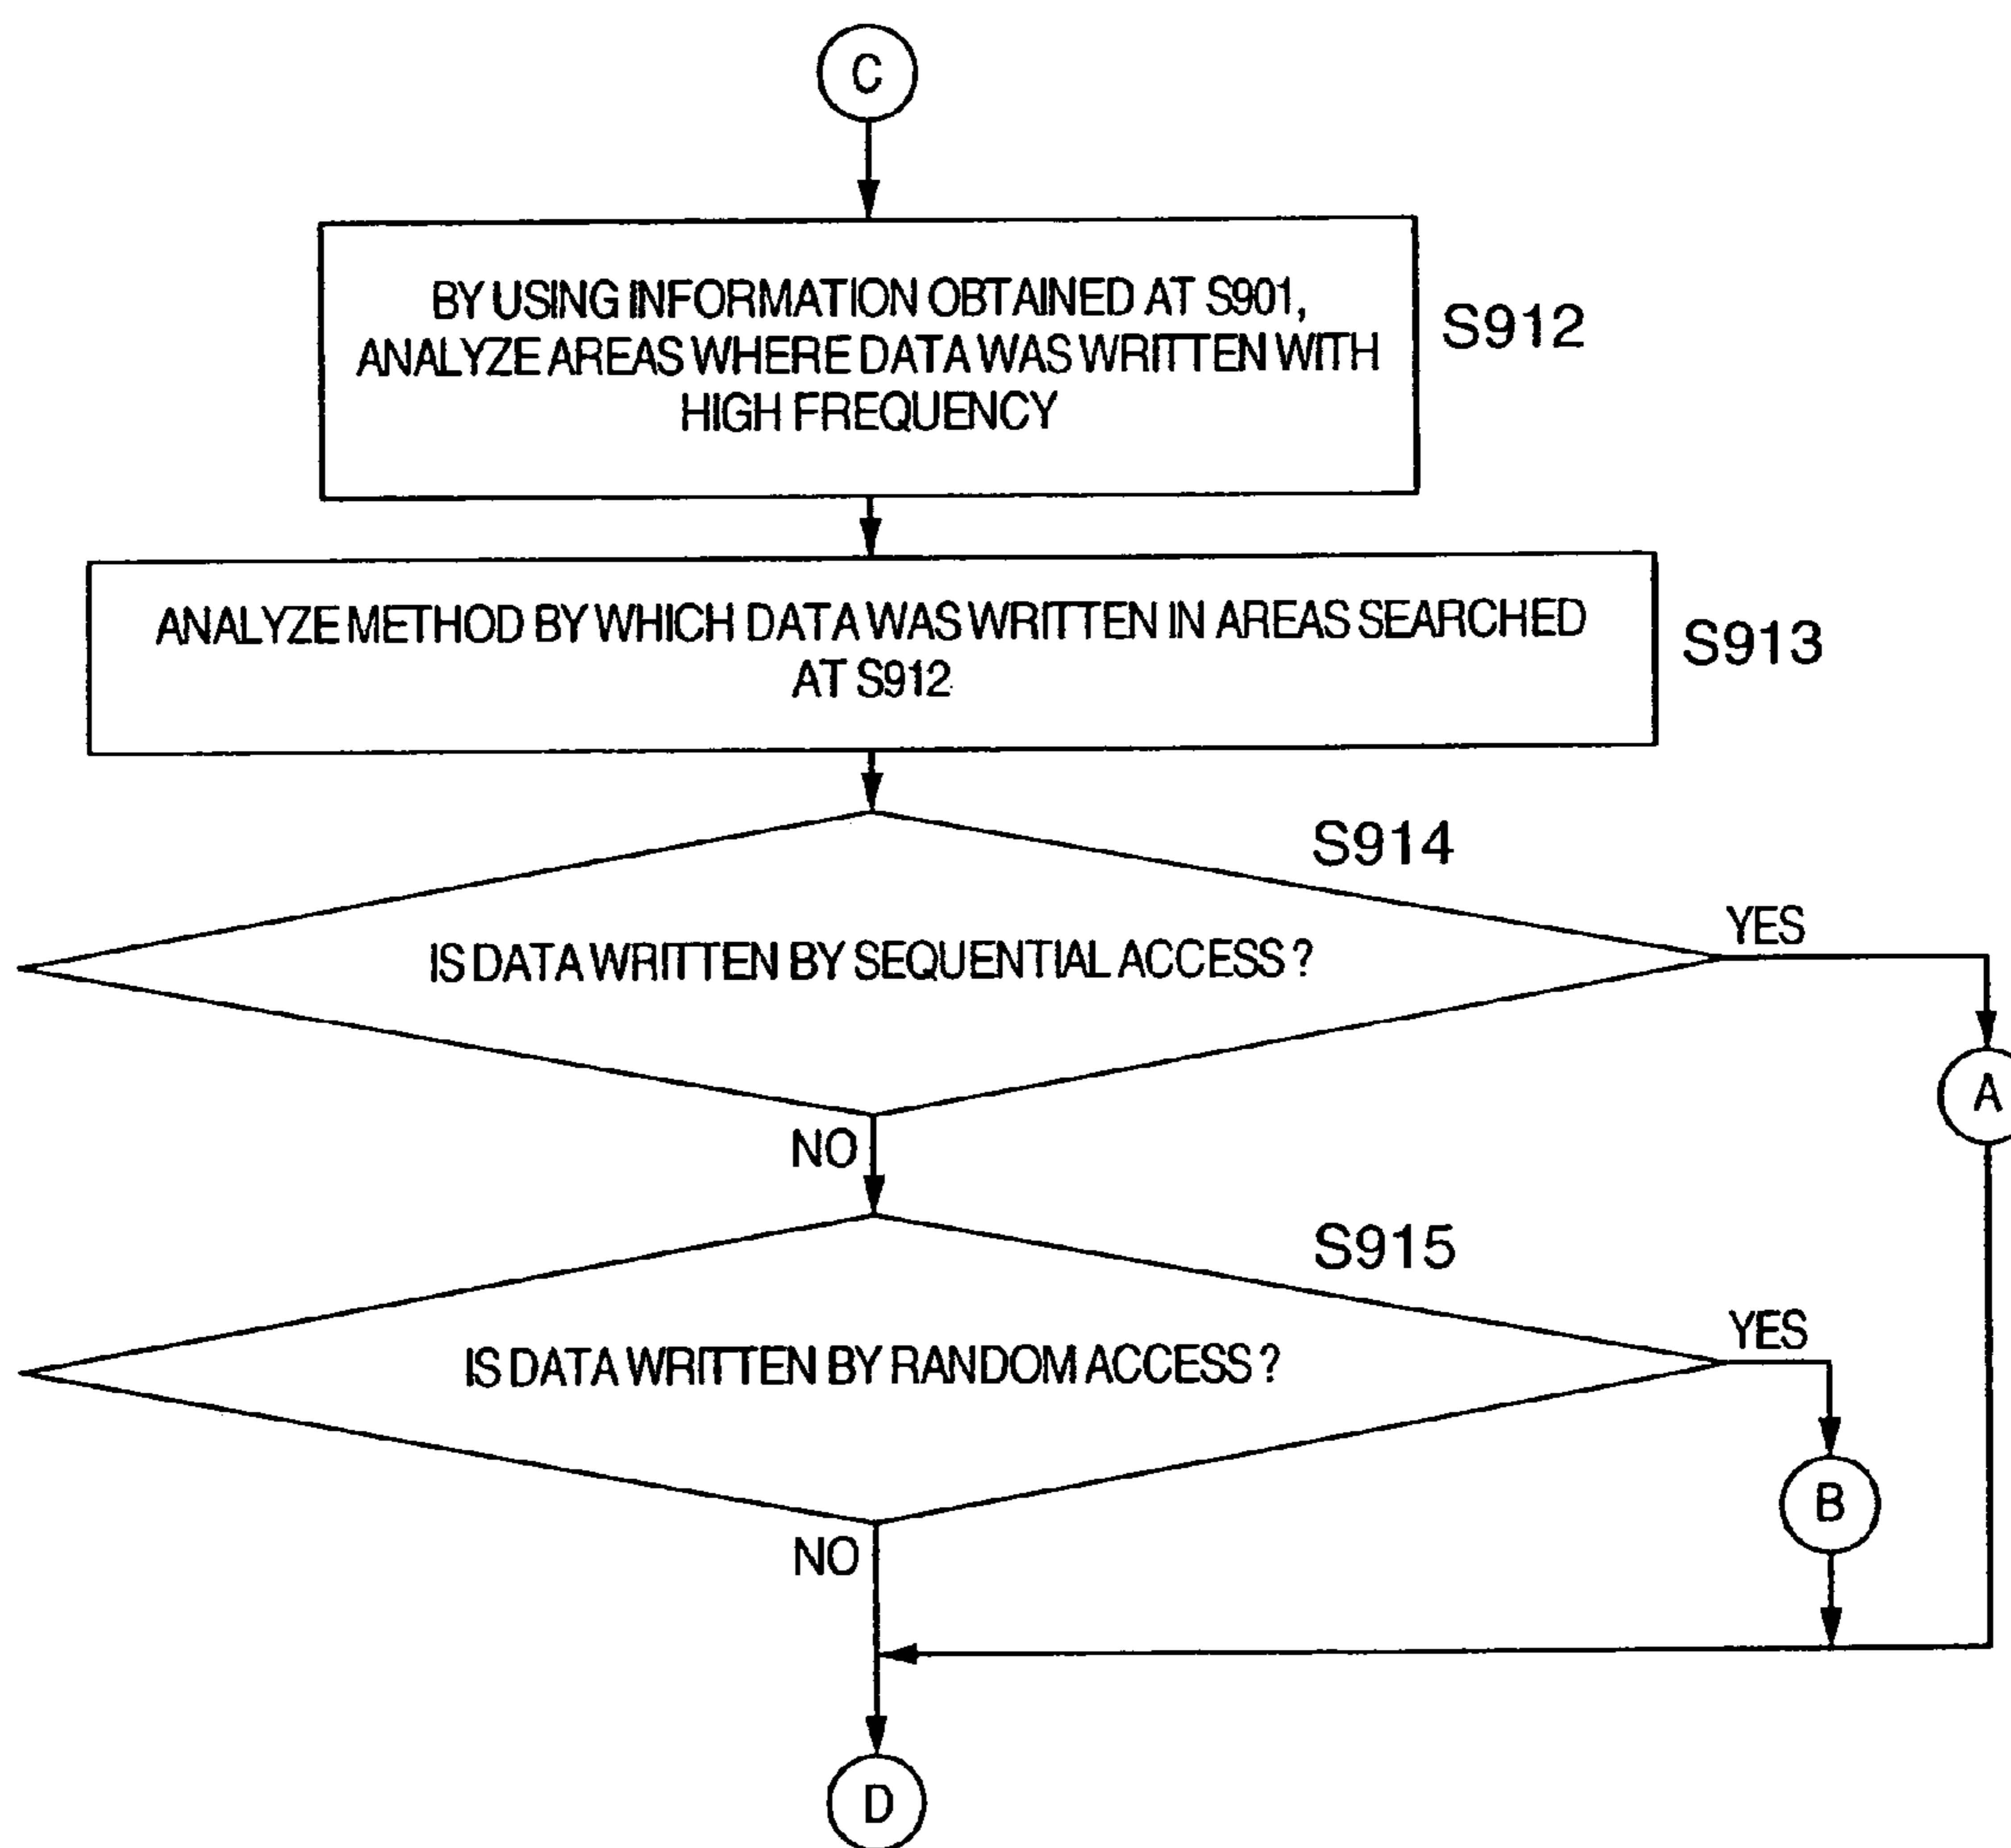 C
BY USING INFORMATION OBTAINED AT S901,
ANALYZE AREAS WHERE DATA WAS WRITTEN WITH
HIGH FREQUENCY
S912
ANALYZE METHOD BY WHICH DATA WAS WRITTEN IN AREAS SEARCHED
AT S912
S913
S914
IS DATA WRITTEN BY SEQUENTIAL ACCESS?
YES
A
NO
S915
IS DATA WRITTEN BY RANDOM ACCESS?
YES
B
NO
D